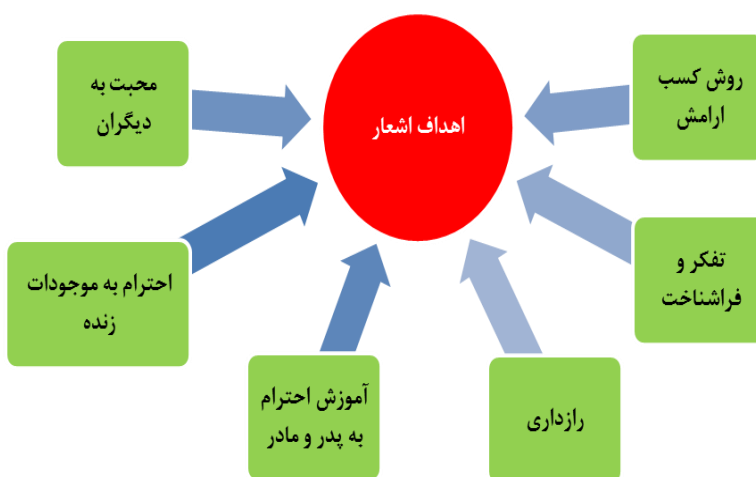 اهداف اشعار
روش کسب
ارامش
تفکر و
فراشناخت
رازداری
آموزش احترام
به پدر و مادر
احترام به موجودات
زنده
محبت به
دیگران